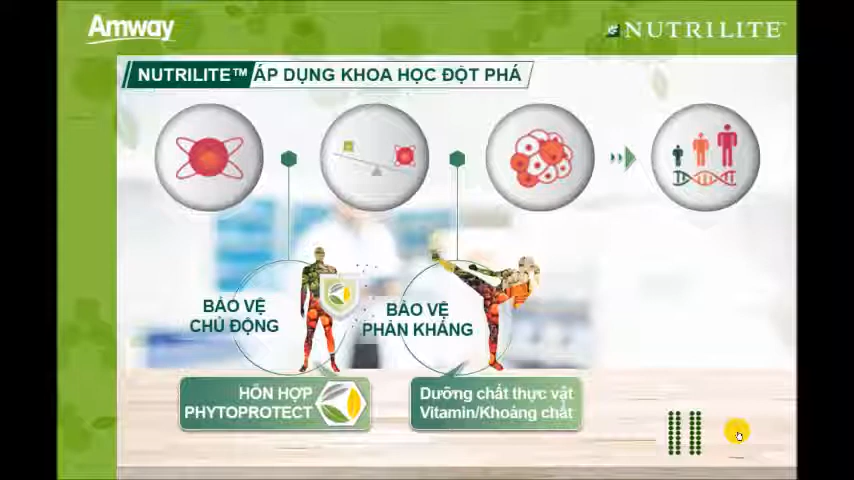 Amway
NUTRILITE™
NUTRILITE™ ÁP DỤNG KHOA HỌC ĐỘT PHÁ
BẢO VỆ
CHỦ ĐỘNG
BẢO VỆ
PHẢN KHÁNG
HỖN HỢP
PHYTOPROTECT
Dưỡng chất thực vật
Vitamin/Khoáng chất